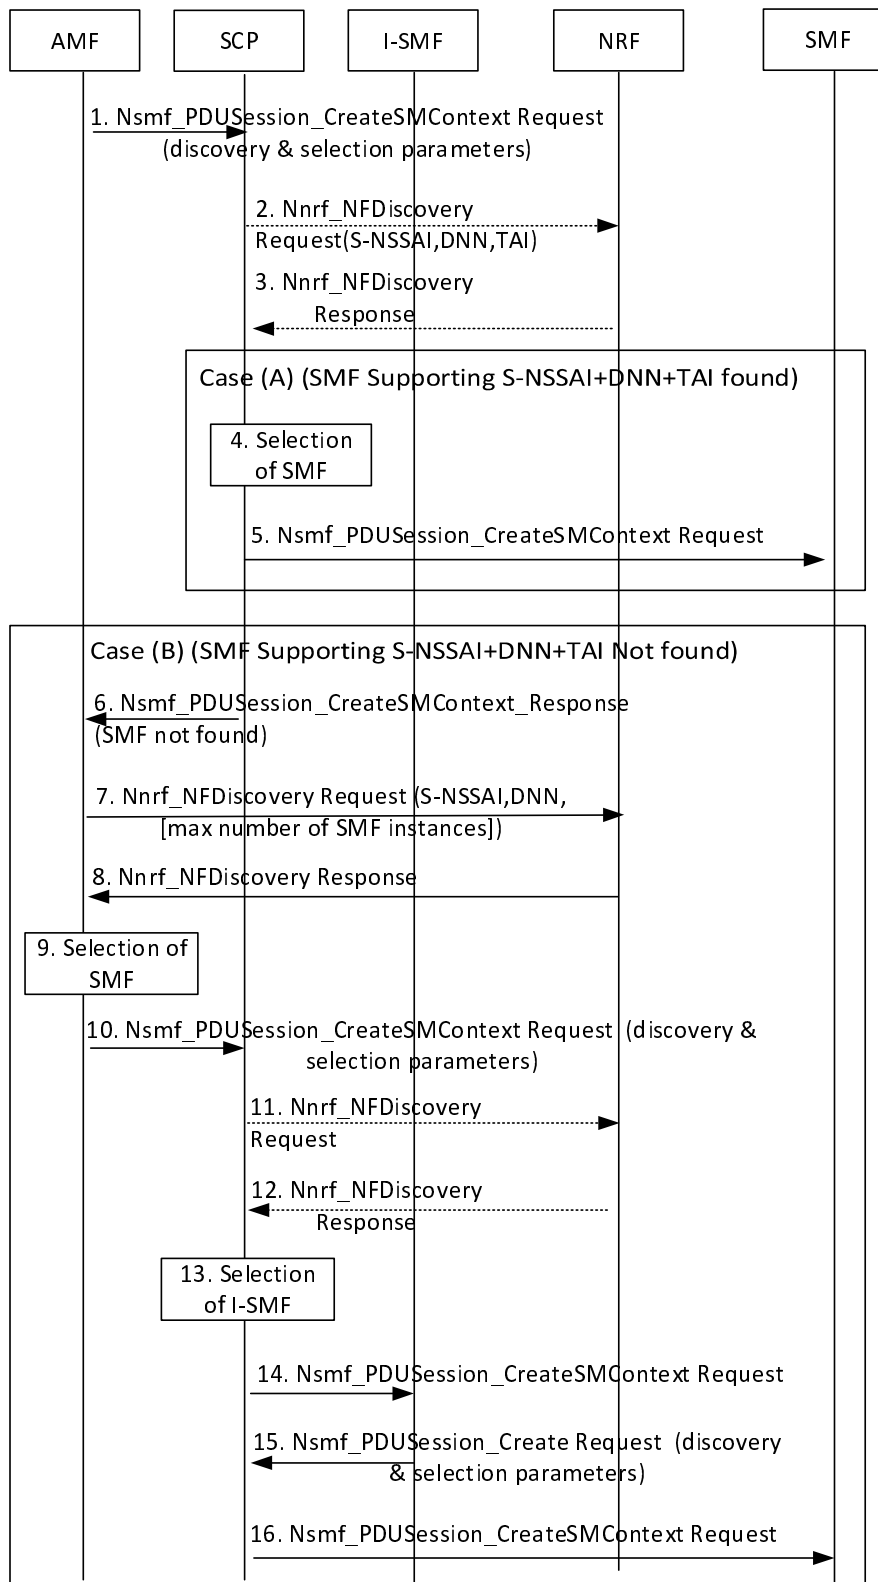 AMF
SCP
I-SMF
NRF
SMF
1. Nsmf_PDUSession_CreateSMContext Request
(discovery & selection parameters)
2. Nnrf_NFDiscovery
Request(S-NSSAI,DNN,TAI)
3. Nnrf_NFDiscovery
Response
Case (A) (SMF Supporting S-NSSAI+DNN+TAI found)
4. Selection
of SMF
5. Nsmf_PDUSession_CreateSMContext Request
Case (B) (SMF Supporting S-NSSAI+DNN+TAI Not found)
6. Nsmf_PDUSession_CreateSMContext_Response
(SMF not found)
7. Nnrf_NFDiscovery Request (S-NSSAI,DNN,
[max number of SMF instances])
8. Nnrf_NFDiscovery Response
9. Selection of
SMF
10. Nsmf_PDUSession_CreateSMContext Request (discovery &
selection parameters)
11. Nnrf_NFDiscovery
Request
12. Nnrf_NFDiscovery
Response
13. Selection
of I-SMF
14. Nsmf_PDUSession_CreateSMContext Request
15. Nsmf_PDUSession_Create Request (discovery
& selection parameters)
16. Nsmf_PDUSession_CreateSMContext Request